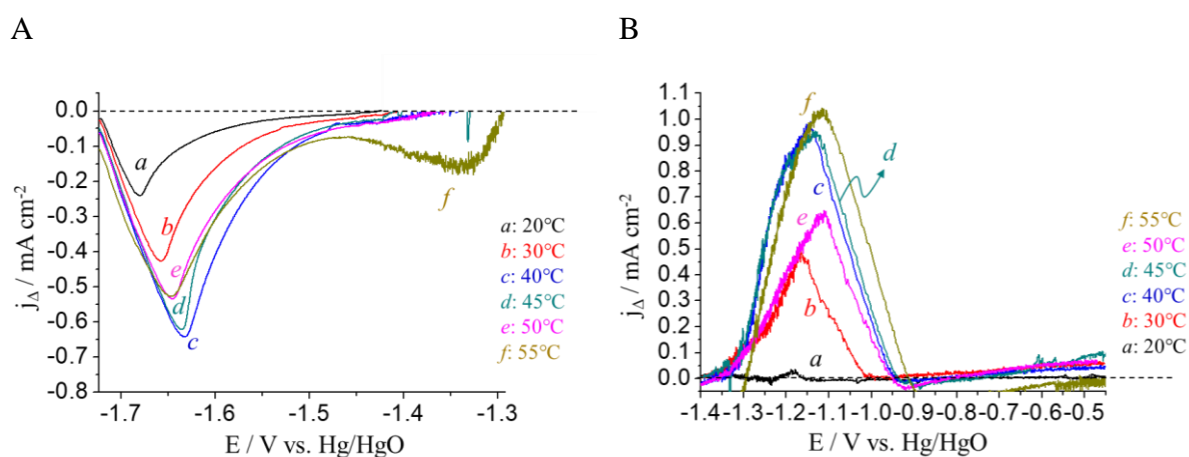 A
B
0.0
-0.1
-0.2
-0.3
-0.4
-0.5
-0.6
-0.7
-0.8
j_Δ / mA cm⁻²
-1.7
-1.6
-1.5
-1.4
-1.3
E / V vs. Hg/HgO
a
b
e
d
c
f
a: 20°C
b: 30°C
c: 40°C
d: 45°C
e: 50°C
f: 55°C
1.1
1.0
0.9
0.8
0.7
0.6
0.5
0.4
0.3
0.2
0.1
0.0
j_Δ / mA cm⁻²
-1.4
-1.3
-1.2
-1.1
-1.0
-0.9
-0.8
-0.7
-0.6
-0.5
E / V vs. Hg/HgO
f
d
c
e
b
a
f: 55°C
e: 50°C
d: 45°C
c: 40°C
b: 30°C
a: 20°C